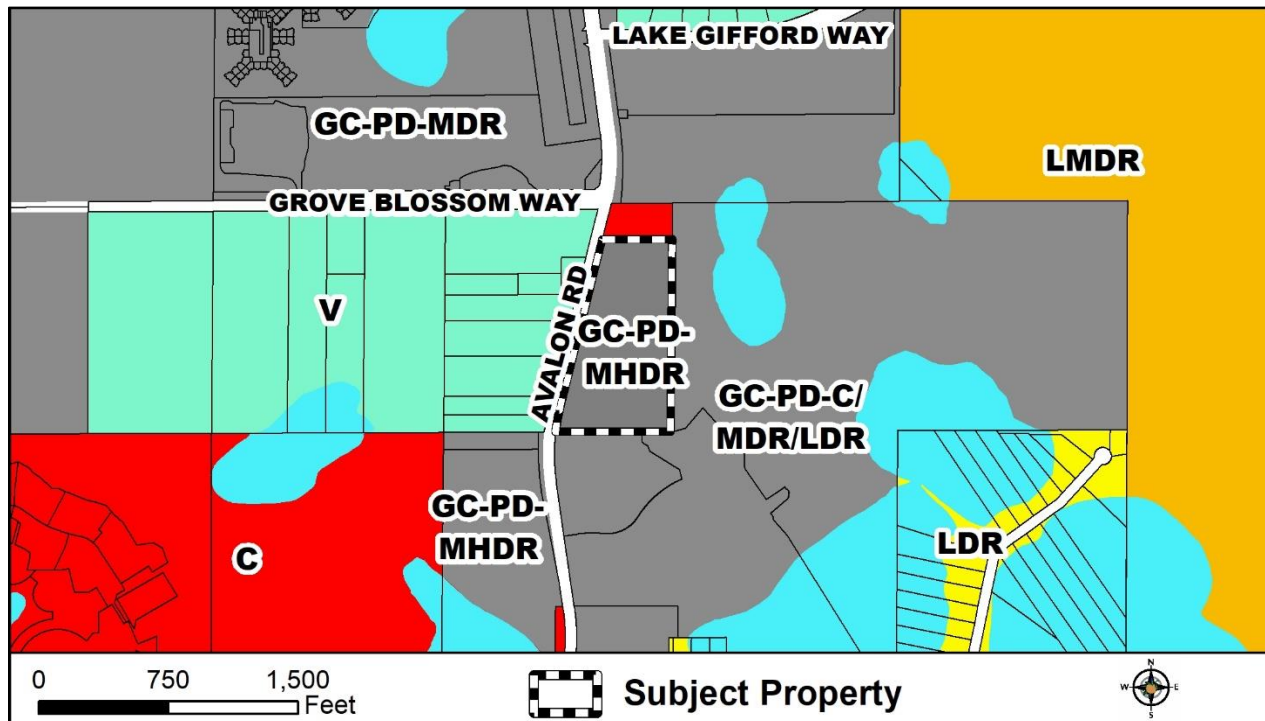 LAKE GIFFORD WAY
GC-PD-MDR
LMDR
GROVE BLOSSOM WAY
V
AVALON RD
GC-PD-
MHDR
GC-PD-C/
MDR/LDR
GC-PD-
MHDR
LDR
C
0 750 1,500
Feet
Subject Property
N
W E
S